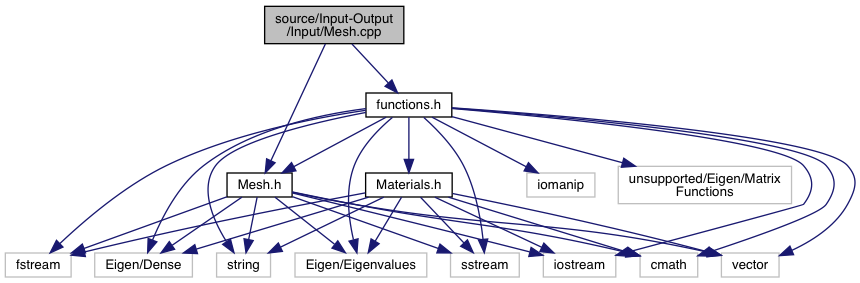 source/Input-Output
/Input/Mesh.cpp
functions.h
Mesh.h
Materials.h
iomanip
unsupported/Eigen/Matrix
Functions
fstream
Eigen/Dense
string
Eigen/Eigenvalues
sstream
iostream
cmath
vector